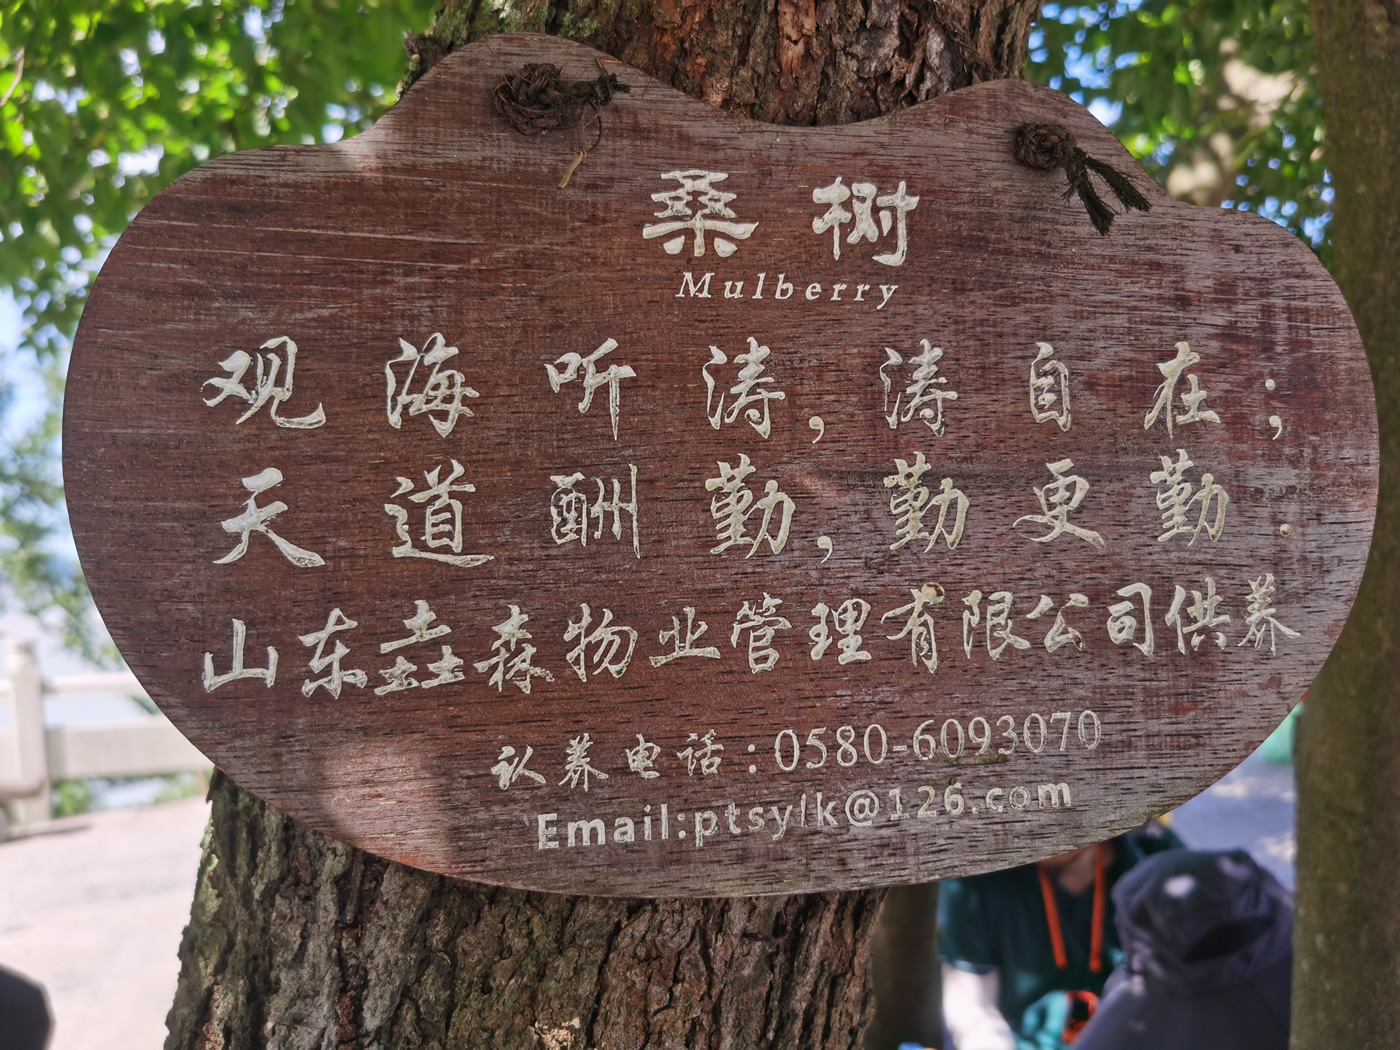 桑树
Mulberry
观海听涛，涛自在；
天道酬勤，勤更勤。
山东垚森物业管理有限公司供养
认养电话：0580-6093070
Email:ptsylk@126.com